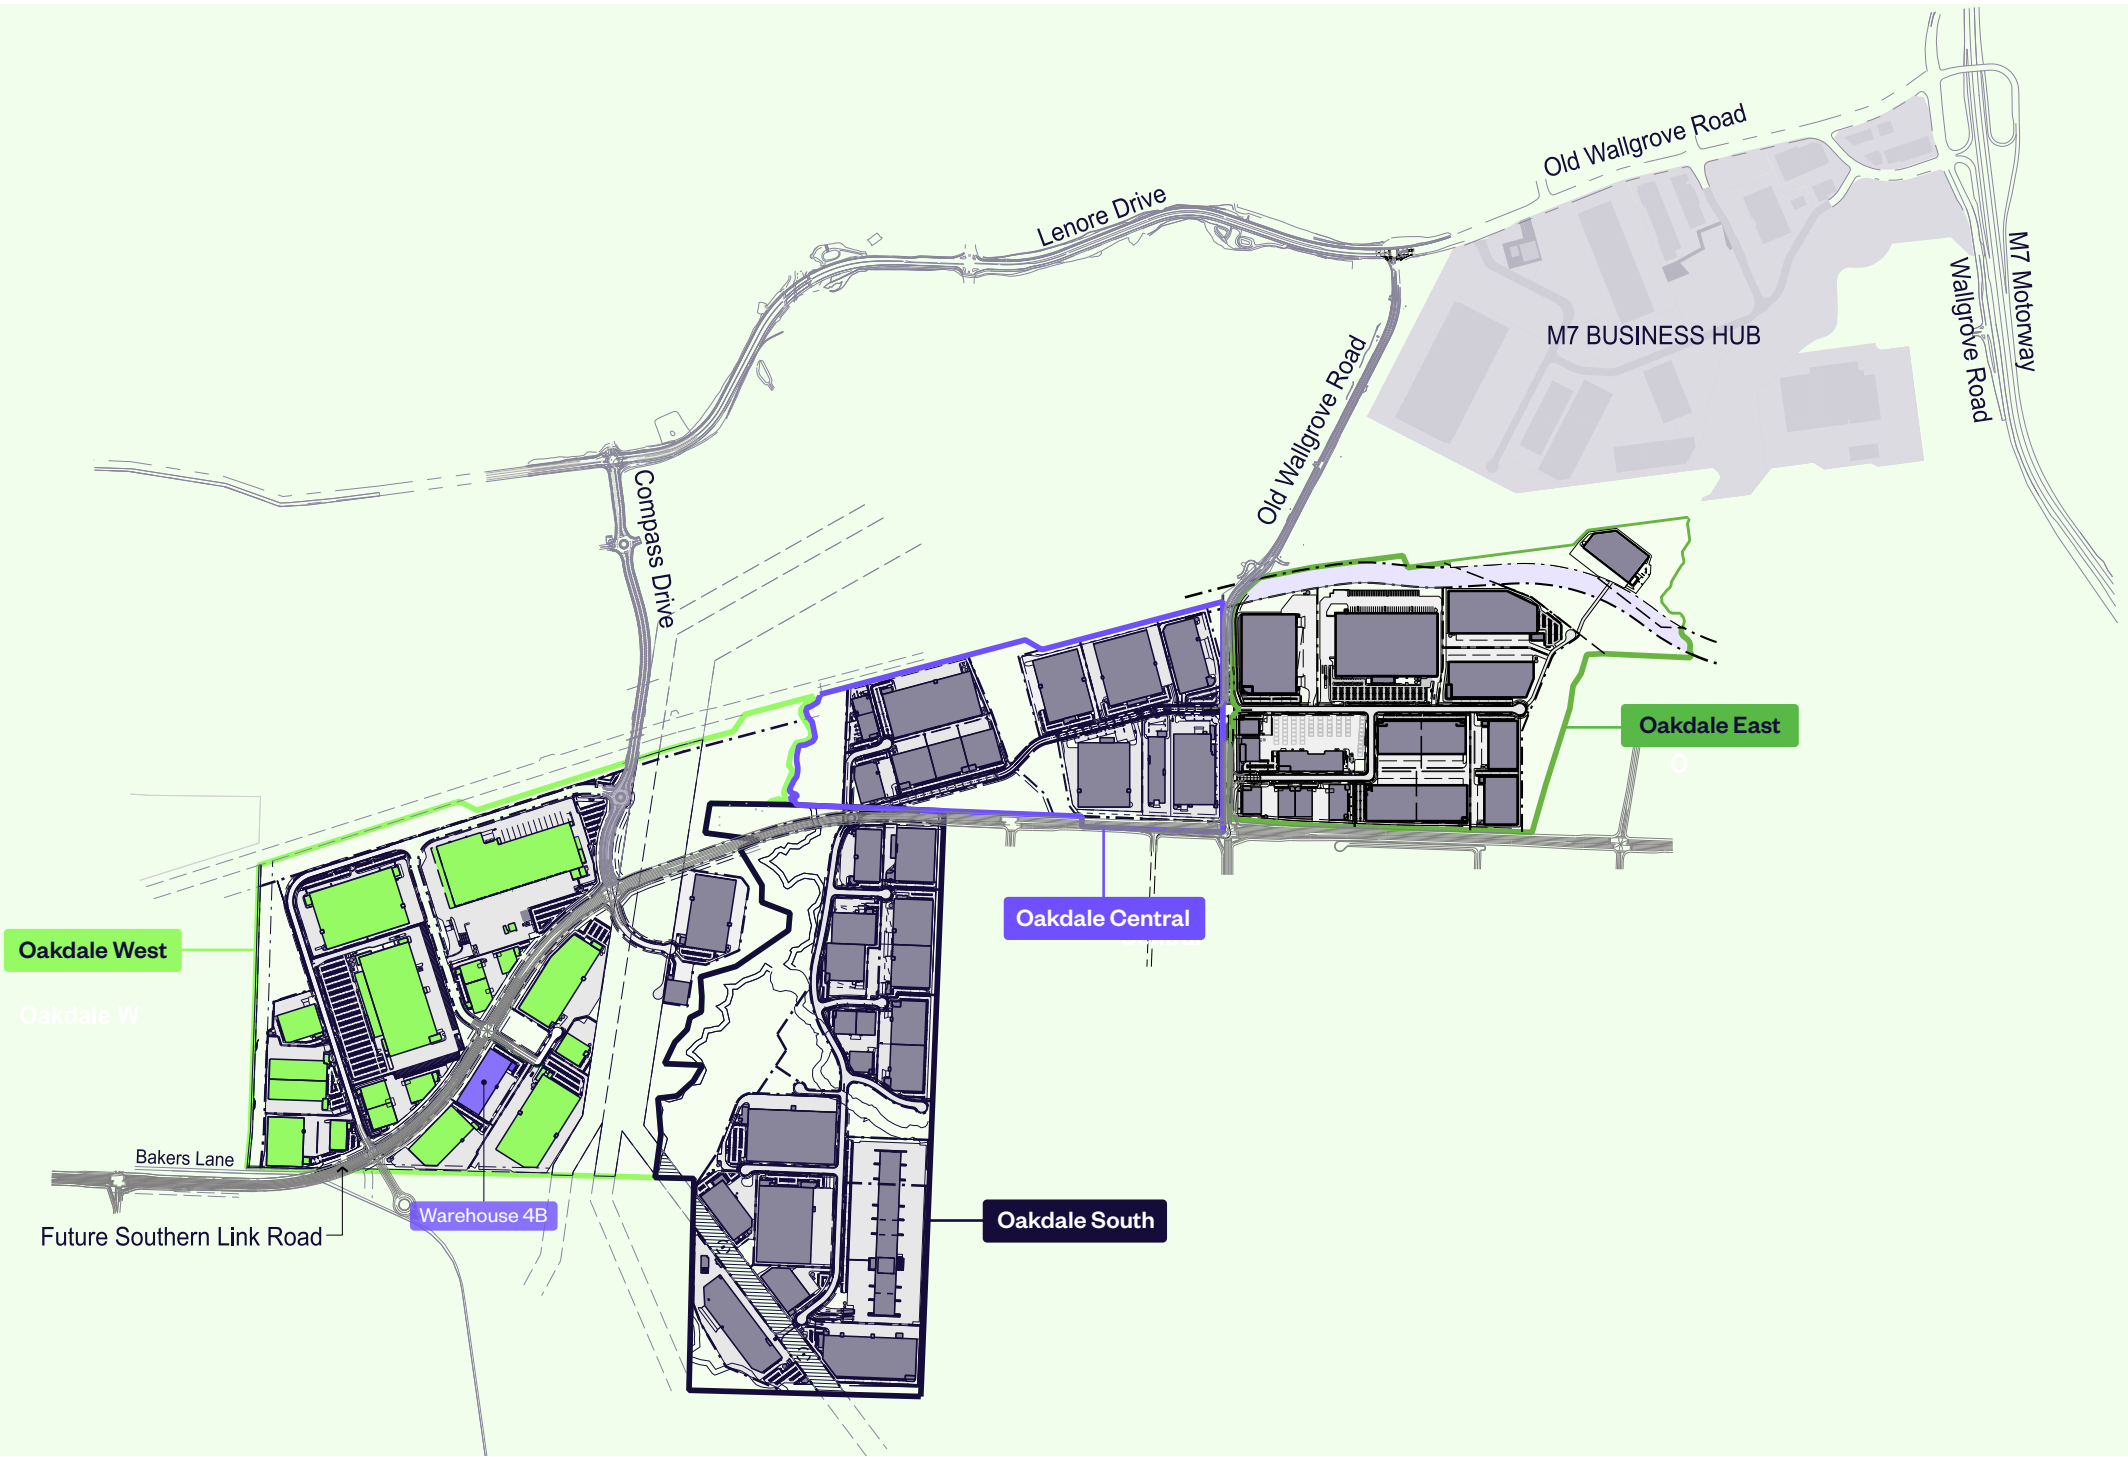 Old Wallgrove Road
Lenore Drive
M7 Motorway
Wallgrove Road
M7 BUSINESS HUB
Old Wallgrove Road
Compass Drive
Oakdale East
O
Oakdale Central
Oakdale West
Oakdale W
Bakers Lane
Warehouse 4B
Future Southern Link Road
Oakdale South